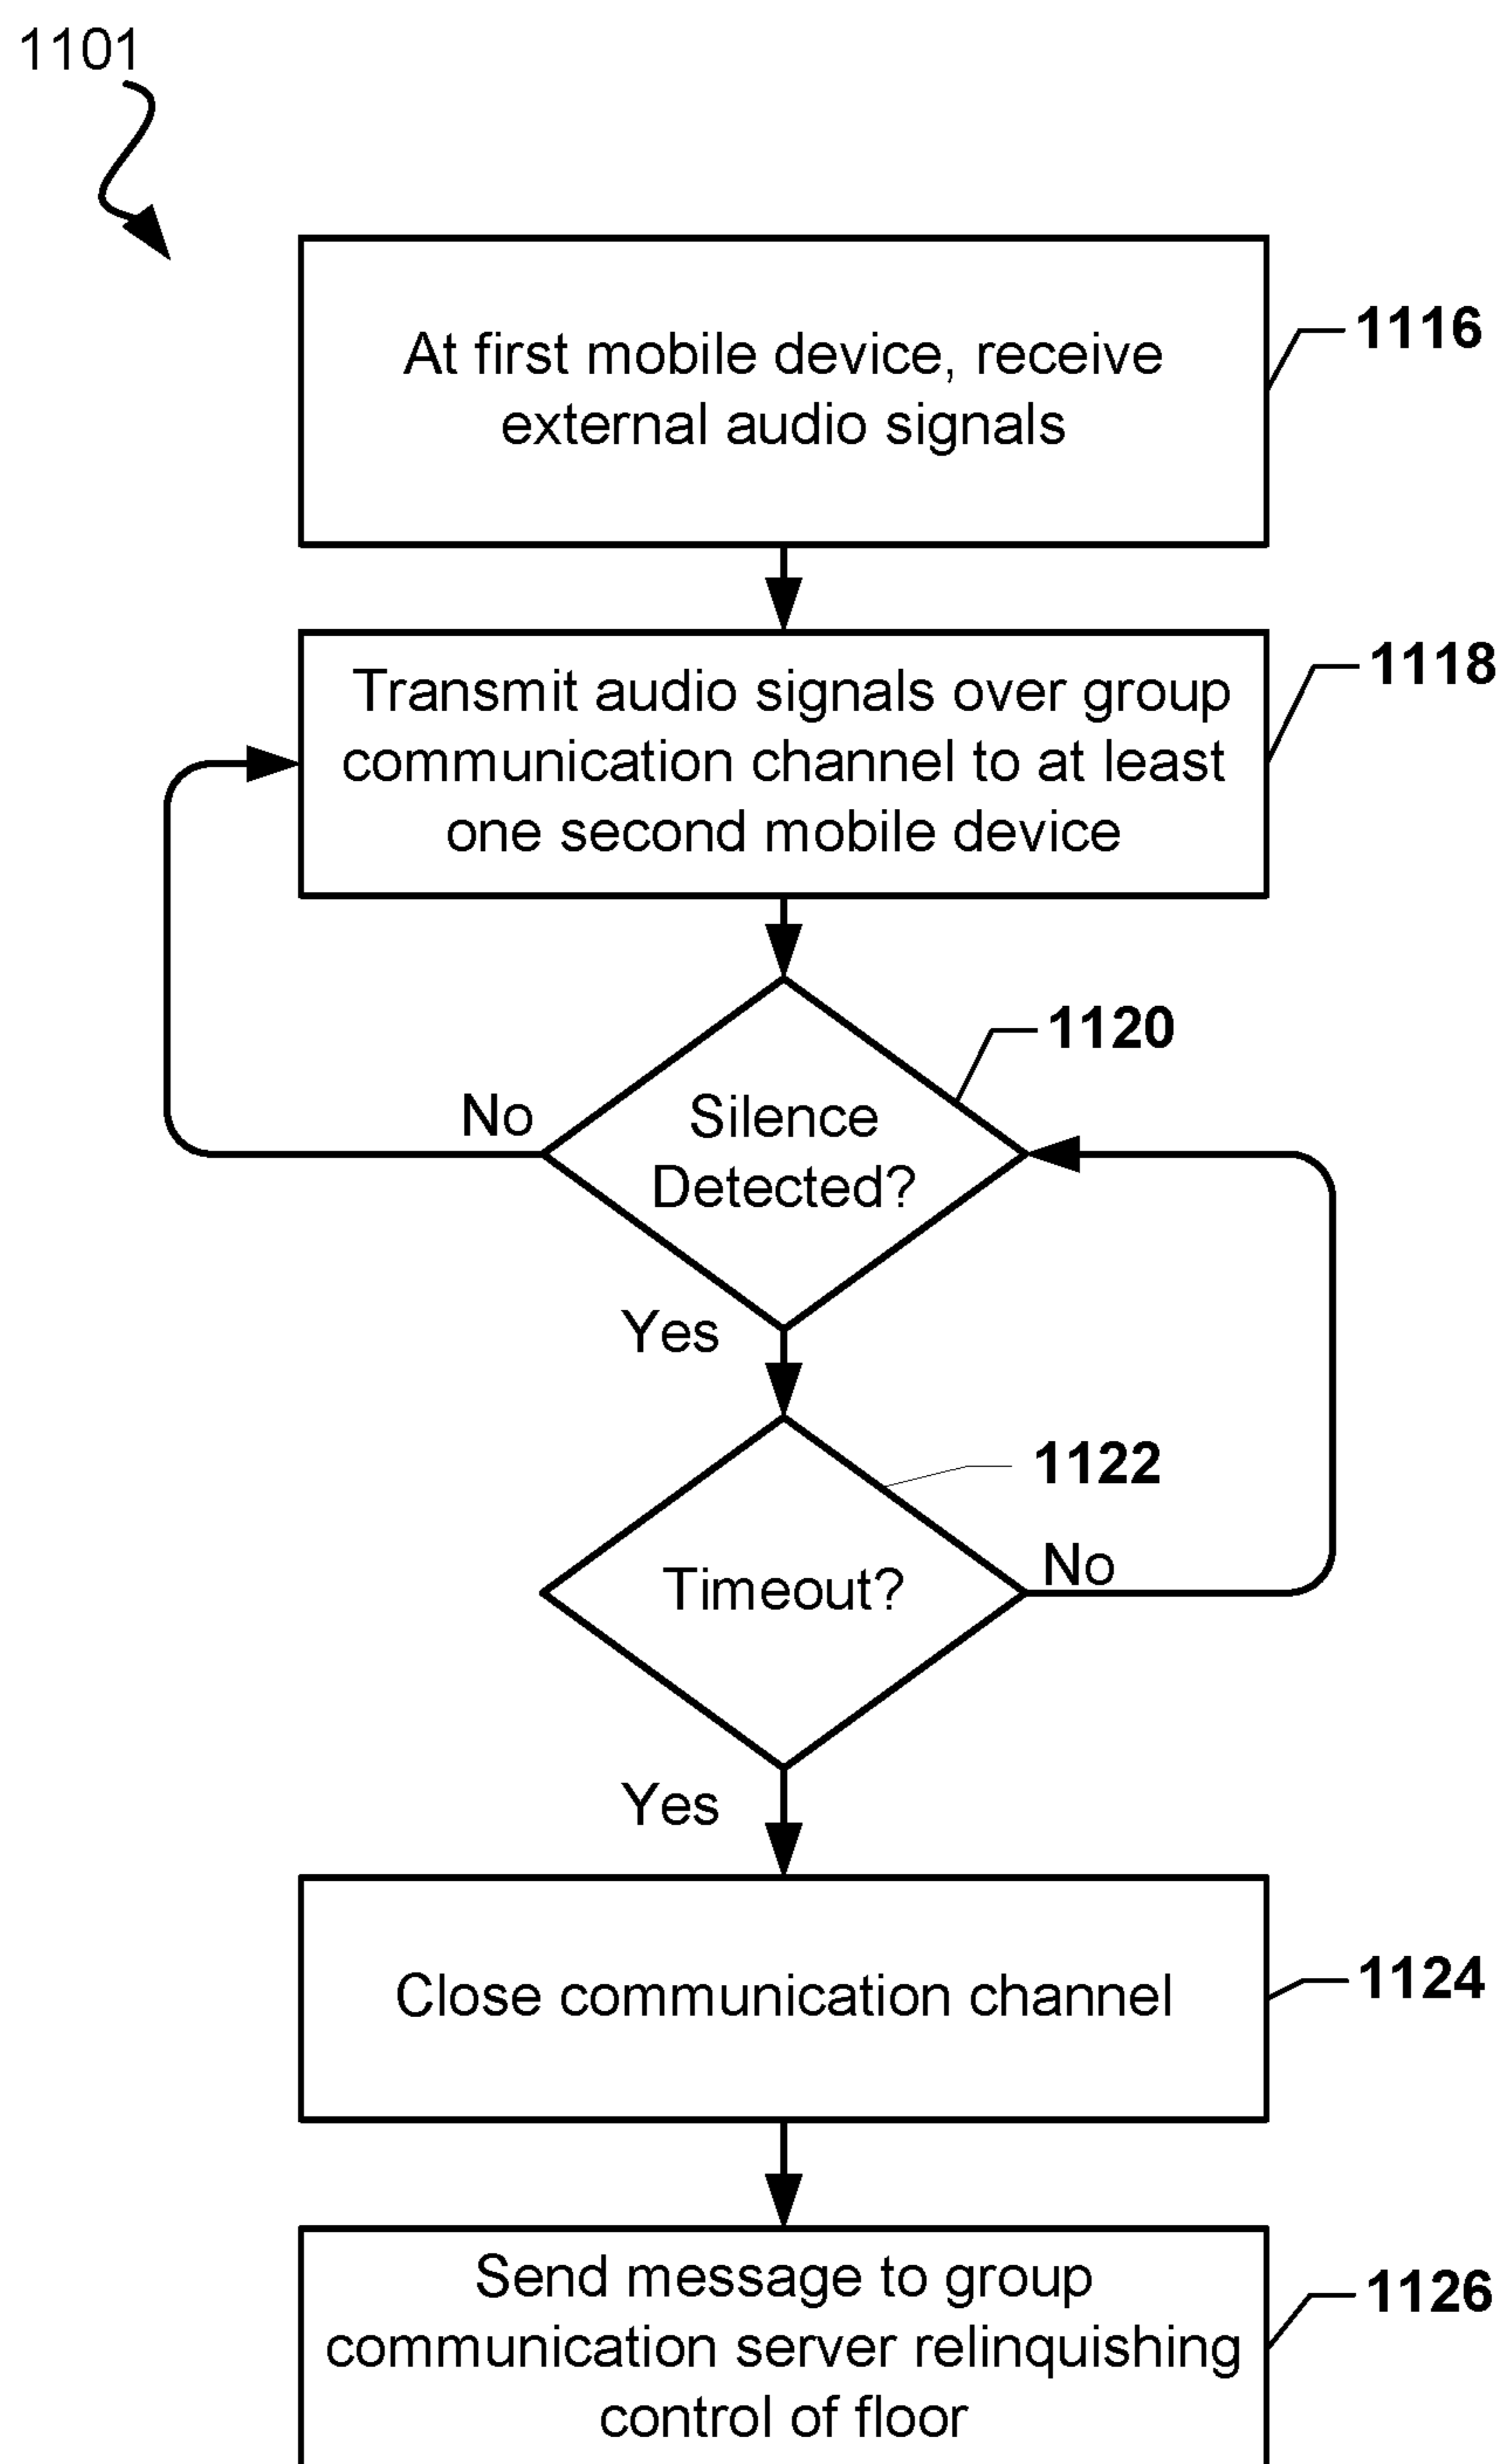 1101
At first mobile device, receive
external audio signals
1116
Transmit audio signals over group
communication channel to at least
one second mobile device
1118
Silence
Detected?
1120
No
Yes
Timeout?
1122
No
Yes
Close communication channel
1124
Send message to group
communication server relinquishing
control of floor
1126